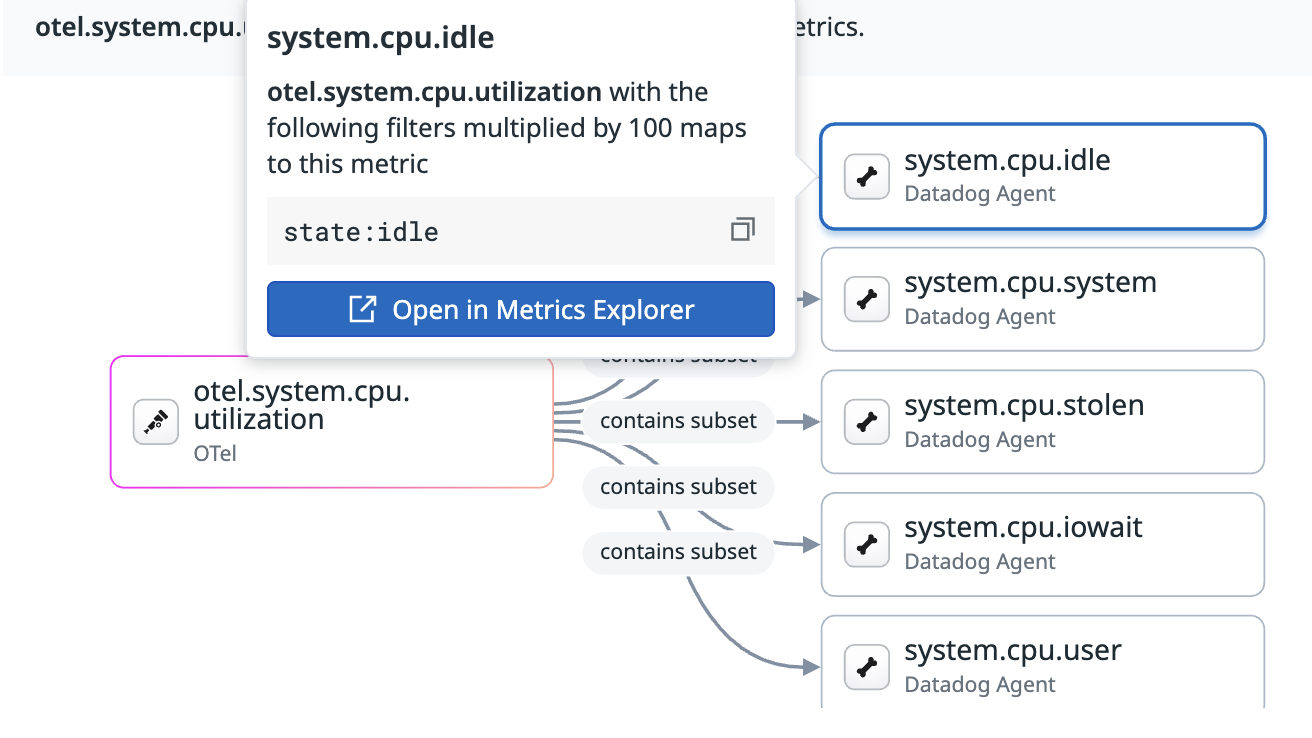 otel.system.cpu.
etrics.
system.cpu.idle
otel.system.cpu.utilization with the
following filters multiplied by 100 maps
to this metric
state:idle
Open in Metrics Explorer
otel.system.cpu.
utilization
OTel
contains subset
contains subset
contains subset
contains subset
system.cpu.idle
Datadog Agent
system.cpu.system
Datadog Agent
system.cpu.stolen
Datadog Agent
system.cpu.iowait
Datadog Agent
system.cpu.user
Datadog Agent